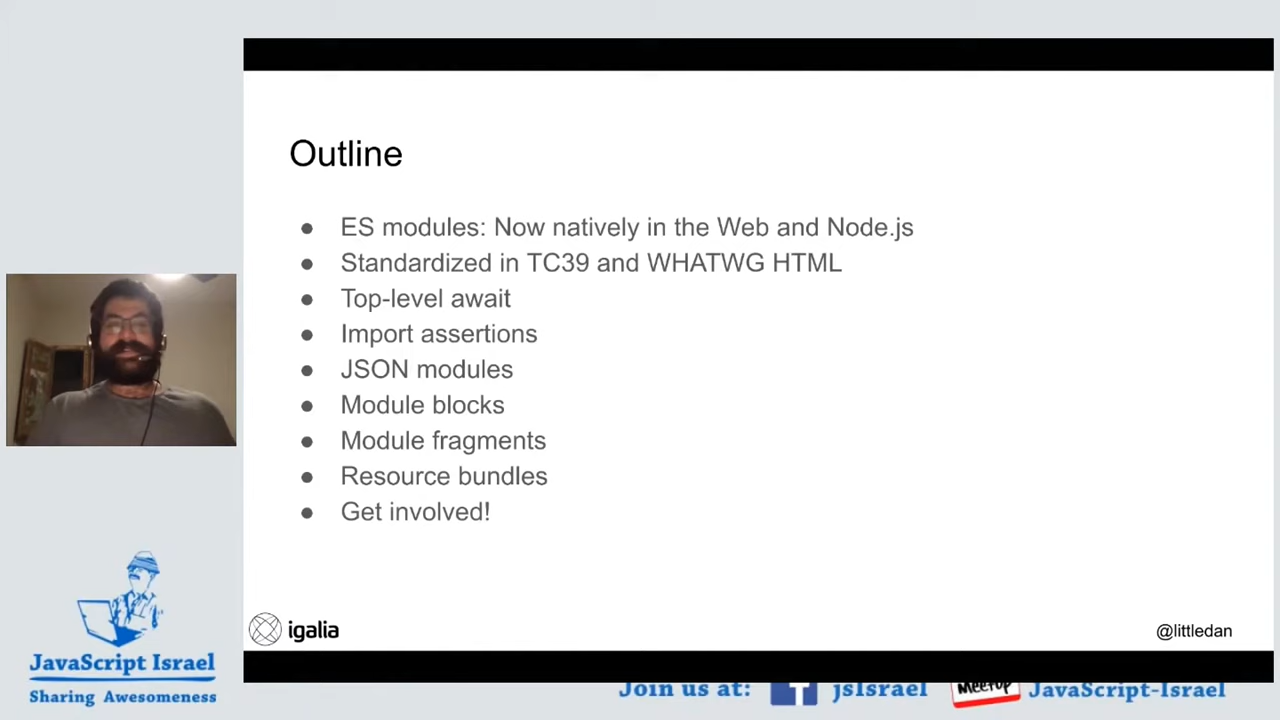 Outline
● ES modules: Now natively in the Web and Node.js
● Standardized in TC39 and WHATWG HTML
● Top-level await
● Import assertions
● JSON modules
● Module blocks
● Module fragments
● Resource bundles
● Get involved!
igalia
@littledan
JavaScript Israel
Sharing Awesomeness
Join us at: f jsIsrael Meetup JavaScript-Israel